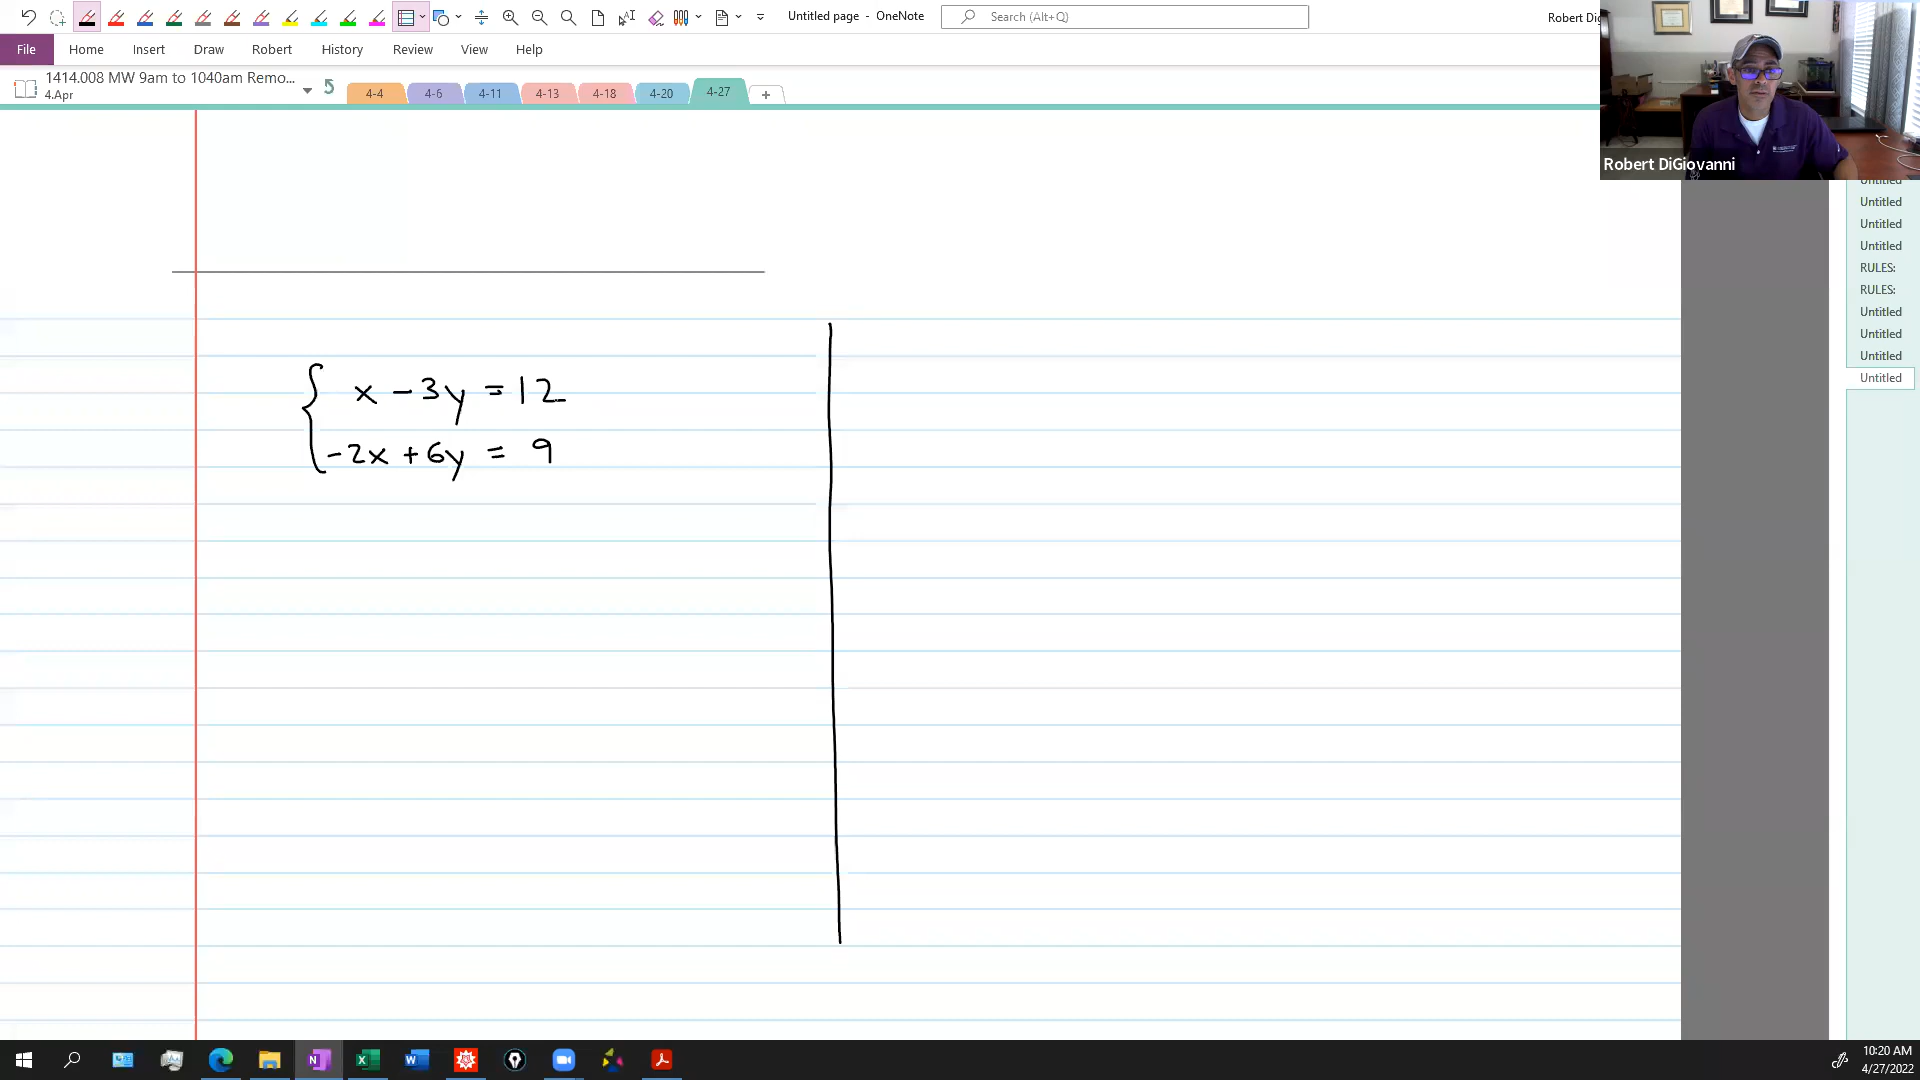 Untitled page - OneNote
Search (Alt+Q)
Robert Di
File Home Insert Draw Robert History Review View Help
1414.008 MW 9am to 1040am Remo...
4.Apr
4-4 4-6 4-11 4-13 4-18 4-20 4-27
Robert DiGiovanni
Untitled
Untitled
Untitled
Untitled
RULES:
RULES:
Untitled
Untitled
Untitled
Untitled
x - 3y = 12
-2x + 6y = 9
10:20 AM
4/27/2022